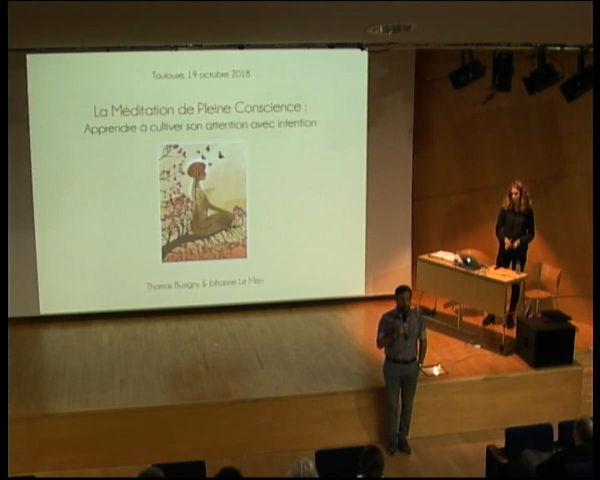 Toulouse, 19 octobre 2018
La Méditation de Pleine Conscience :
Apprendre à cultiver son attention avec intention
Thomas Busigny & Johanne Le Men